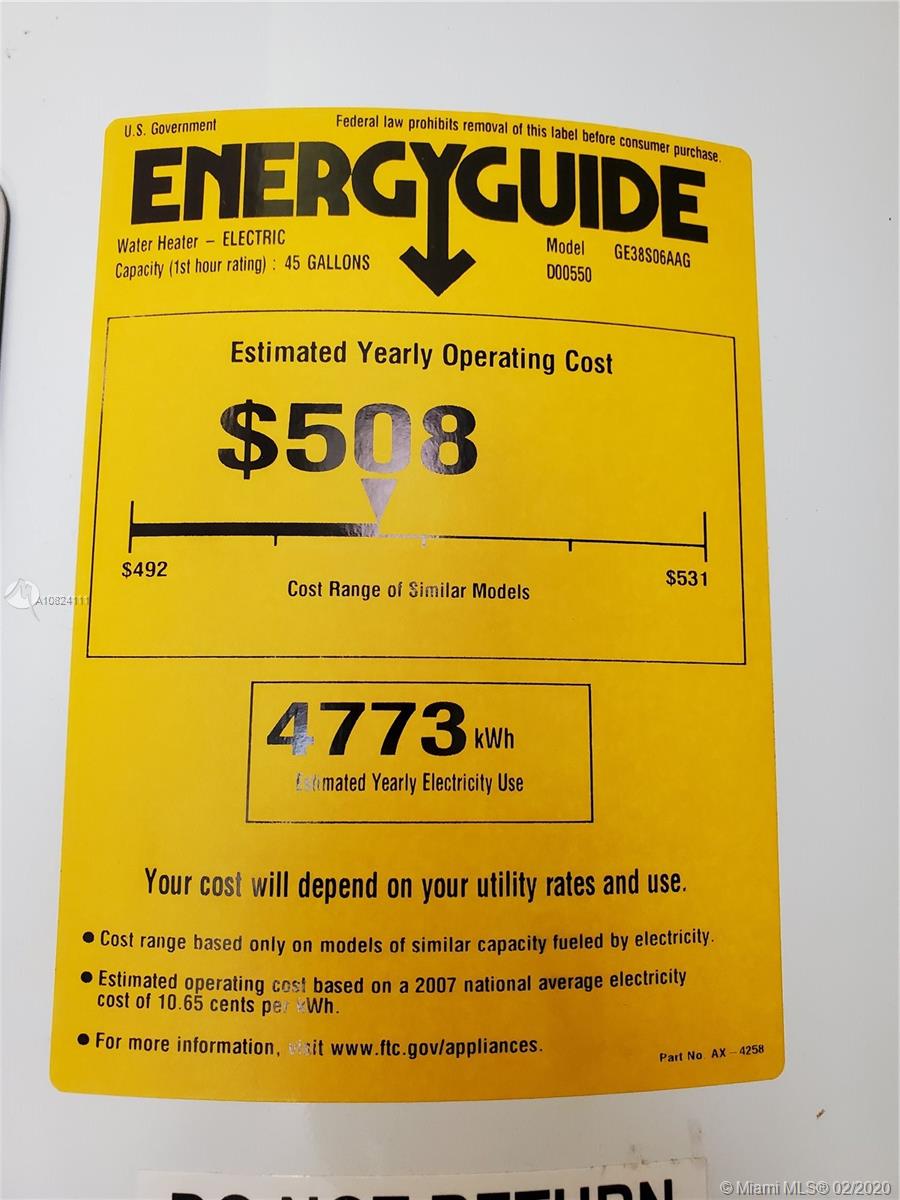 U.S. Government
Federal law prohibits removal of this label before consumer purchase.
ENERGYGUIDE
Water Heater – ELECTRIC
Capacity (1st hour rating) : 45 GALLONS
Model GE38S06AAG
D00550
Estimated Yearly Operating Cost
$508
$492
$531
Cost Range of Similar Models
4773 kWh
Estimated Yearly Electricity Use
Your cost will depend on your utility rates and use.
● Cost range based only on models of similar capacity fueled by electricity.
● Estimated operating cost based on a 2007 national average electricity
cost of 10.65 cents per kWh.
● For more information, visit www.ftc.gov/appliances.
Part No. AX – 4258
A10824111
DO NOT RETURN
© Miami MLS® 02/2020